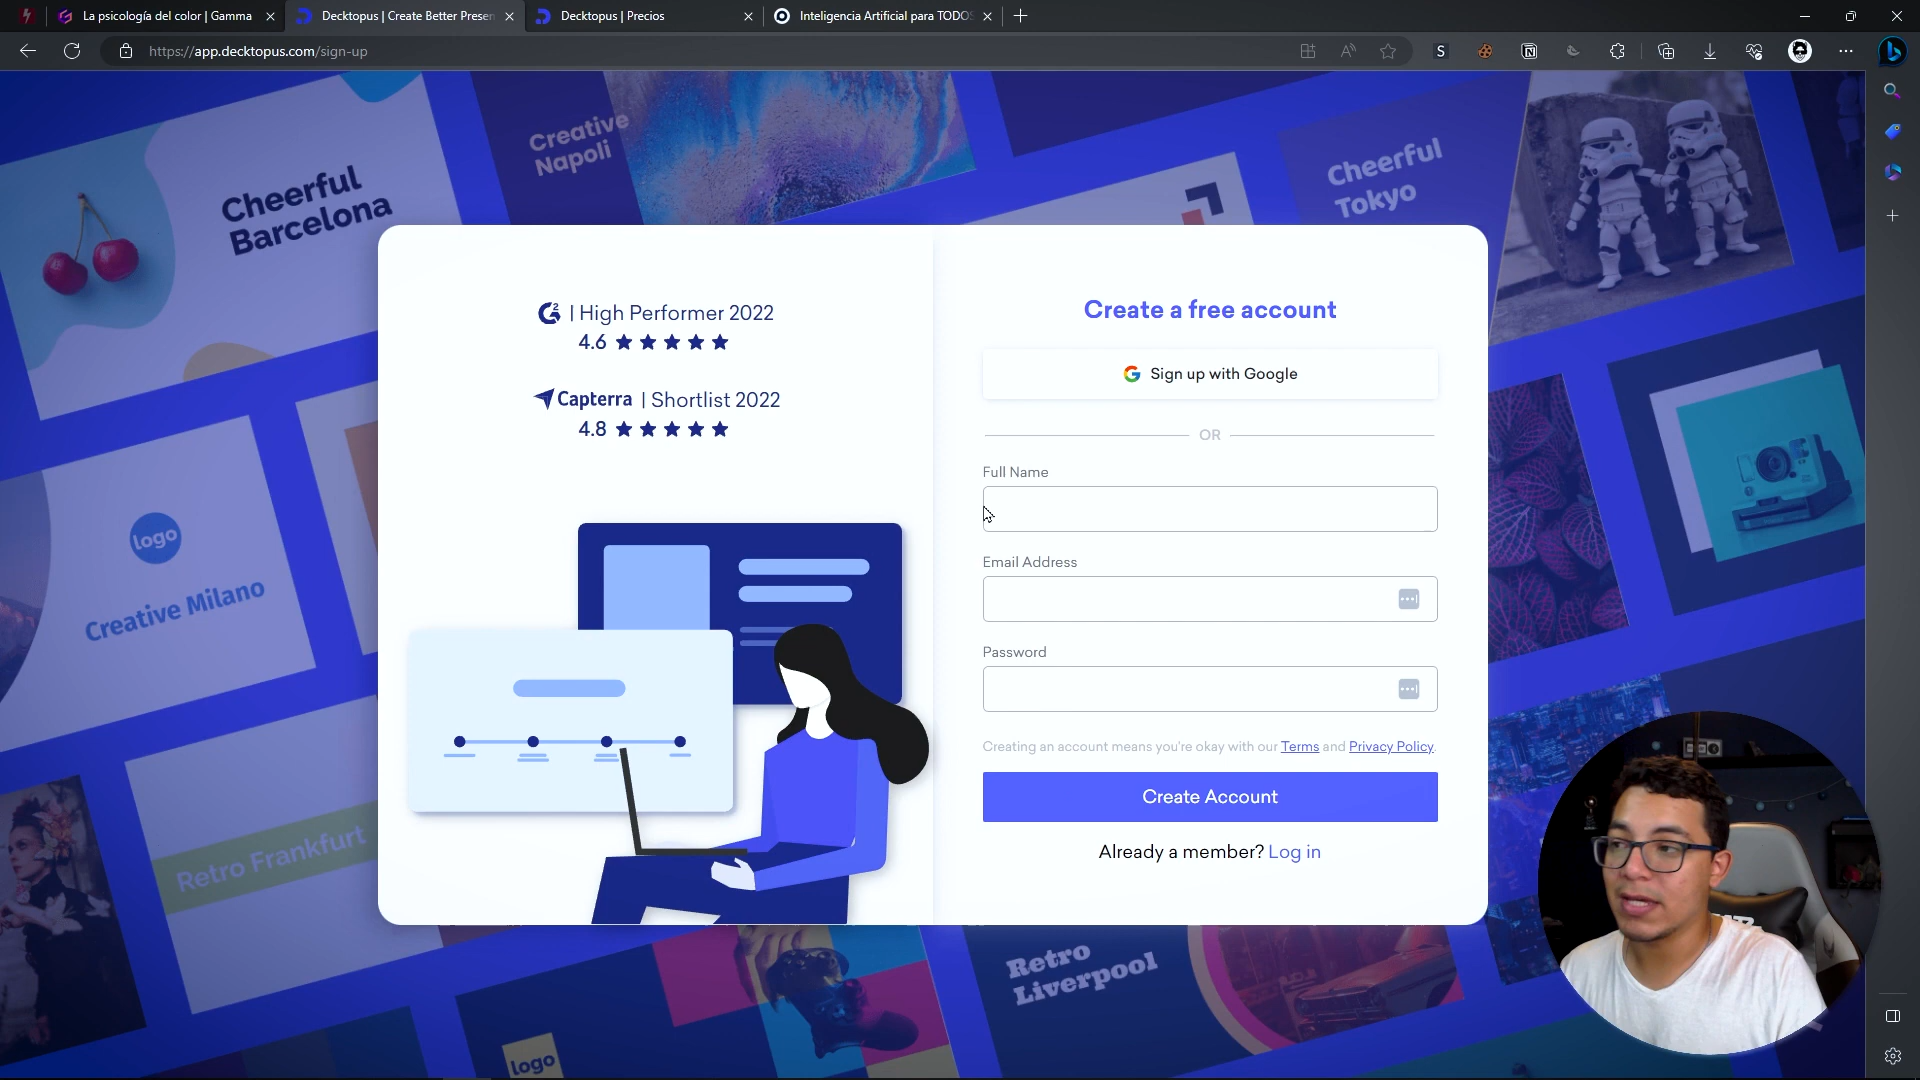 La psicología del color | Gamma
Decktopus | Create Better Presen
Decktopus | Precios
Inteligencia Artificial para TODOS
https://app.decktopus.com/sign-up
Cheerful
Barcelona
Creative
Napoli
Cheerful
Tokyo
logo
Creative Milano
Retro Frankfurt
Retro
Liverpool
logo
G2 | High Performer 2022
4.6
Capterra | Shortlist 2022
4.8
Create a free account
Sign up with Google
OR
Full Name
Email Address
Password
Creating an account means you're okay with our Terms and Privacy Policy.
Create Account
Already a member? Log in